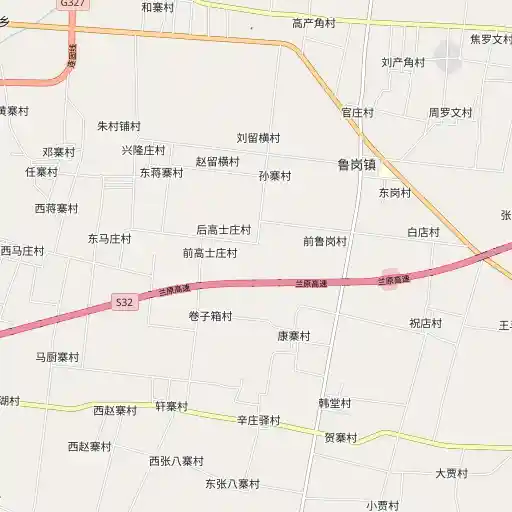 G327
和寨村
乡
高产角村
焦罗文村
刘产角村
黄寨村
官庄村
周罗文村
朱村铺村
刘留横村
邓寨村
兴隆庄村
赵留横村
鲁岗镇
任寨村
东蒋寨村
孙寨村
东岗村
西蒋寨村
张
后高士庄村
白店村
东马庄村
前鲁岗村
西马庄村
前高士庄村
兰原高速
兰原高速
兰原高速
S32
卷子箱村
祝店村
王
康寨村
马厨寨村
湖村
西赵寨村
轩寨村
韩堂村
辛庄驿村
贺寨村
西赵寨村
西张八寨村
大贾村
东张八寨村
小贾村